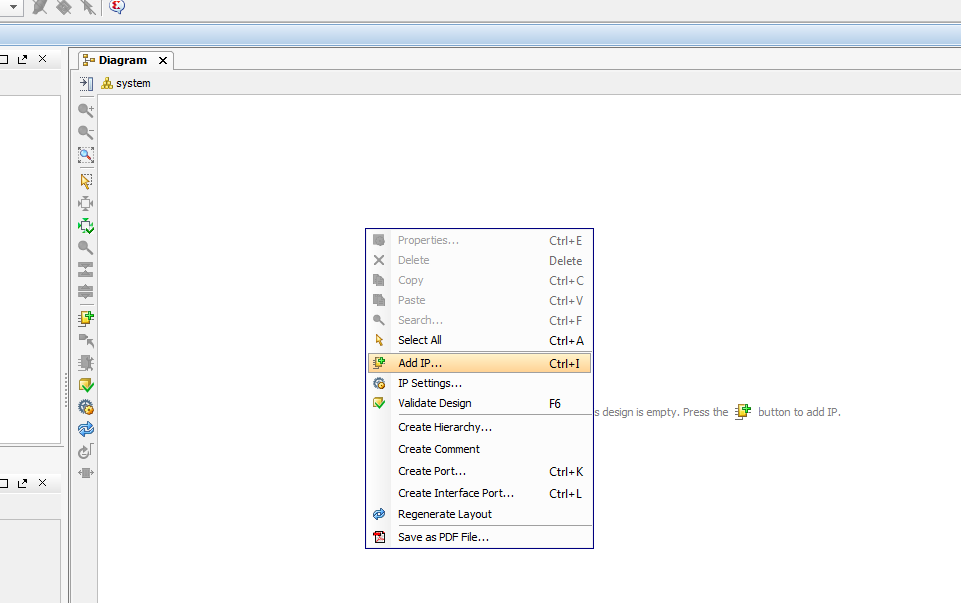 Diagram
system
Properties... Ctrl+E
Delete Delete
Copy Ctrl+C
Paste Ctrl+V
Search... Ctrl+F
Select All Ctrl+A
Add IP... Ctrl+I
IP Settings...
Validate Design F6
s design is empty. Press the button to add IP.
Create Hierarchy...
Create Comment
Create Port... Ctrl+K
Create Interface Port... Ctrl+L
Regenerate Layout
Save as PDF File...